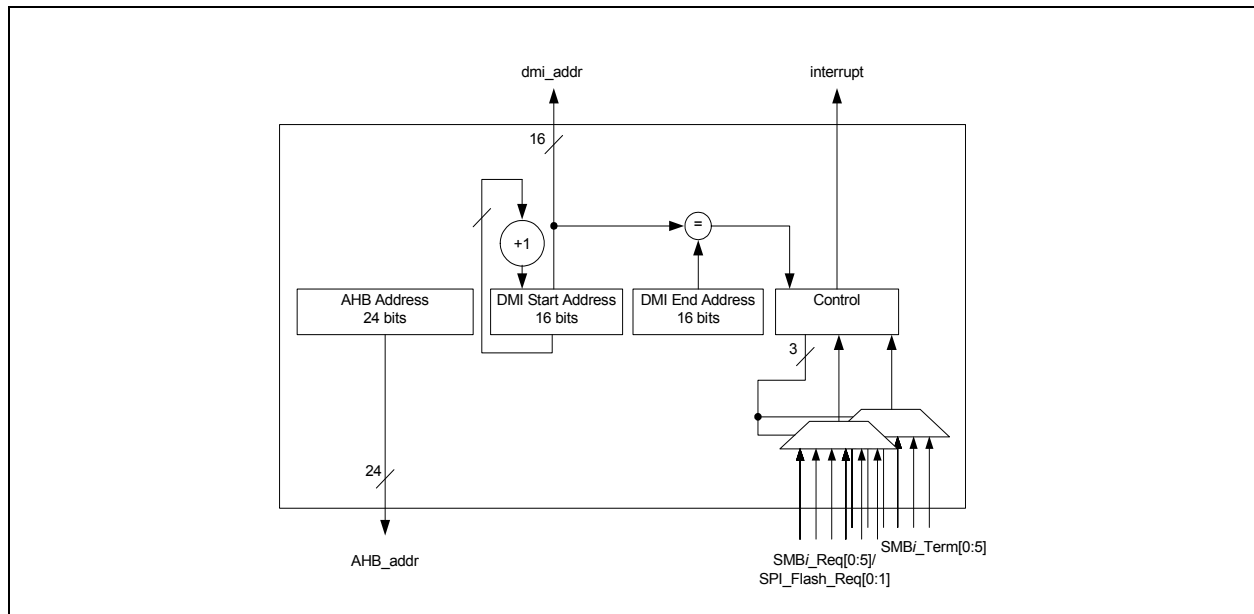 dmi_addr
interrupt
16
+1
=
AHB Address
24 bits
DMI Start Address
16 bits
DMI End Address
16 bits
Control
3
24
AHB_addr
SMBi_Req[0:5]/
SPI_Flash_Req[0:1]
SMBi_Term[0:5]